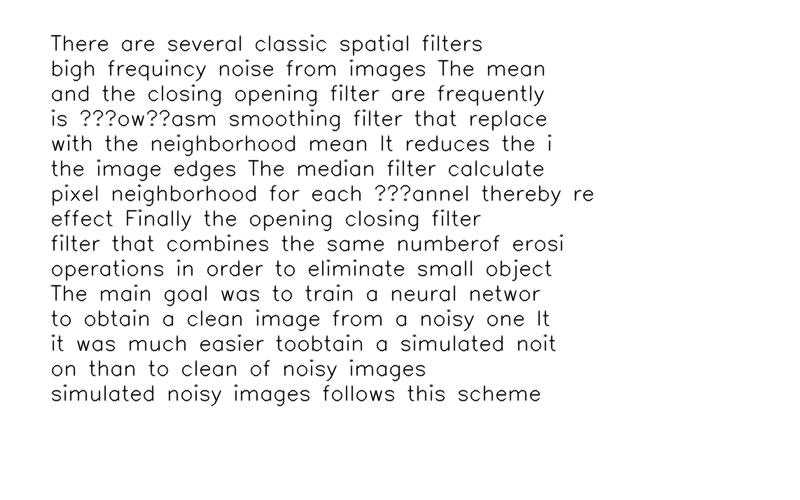 There are several classic spatial filters
bigh frequincy noise from images The mean
and the closing opening filter are frequently
is ???ow??asm smoothing filter that replace
with the neighborhood mean It reduces the i
the image edges The median filter calculate
pixel neighborhood for each ???annel thereby re
effect Finally the opening closing filter
filter that combines the same numberof erosi
operations in order to eliminate small object
The main goal was to train a neural networ
to obtain a clean image from a noisy one It
it was much easier toobtain a simulated noit
on than to clean of noisy images
simulated noisy images follows this scheme